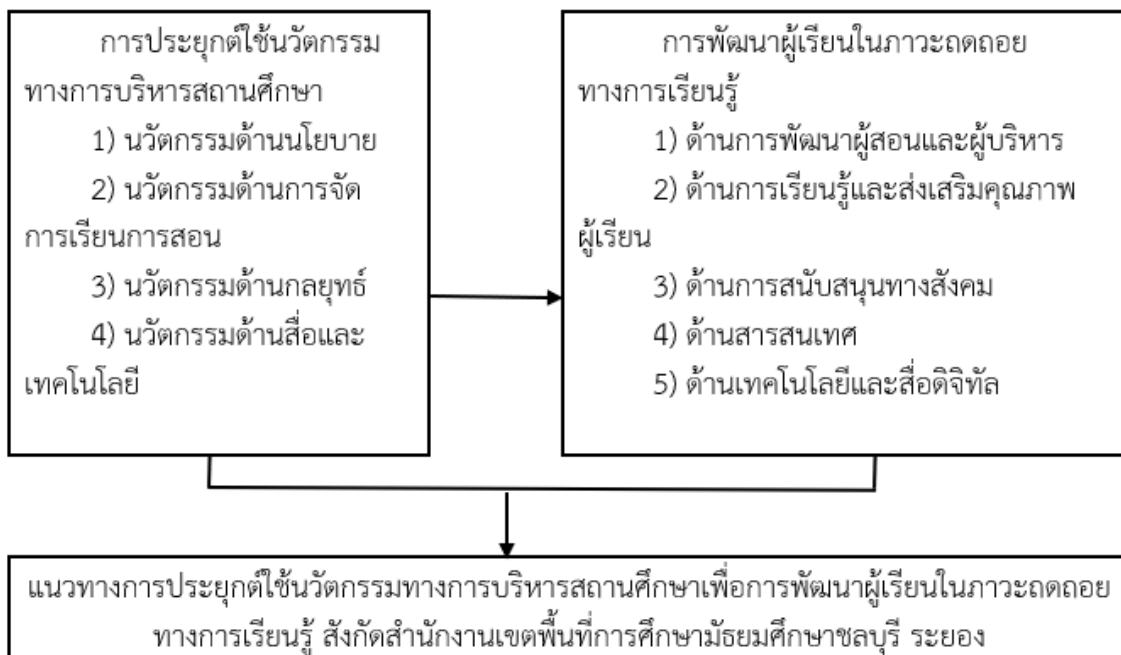 การประยุกต์ใช้นวัตกรรม
ทางการบริหารสถานศึกษา
1) นวัตกรรมด้านนโยบาย
2) นวัตกรรมด้านการจัด
การเรียนการสอน
3) นวัตกรรมด้านกลยุทธ์
4) นวัตกรรมด้านสื่อและ
เทคโนโลยี
การพัฒนาผู้เรียนในภาวะถดถอย
ทางการเรียนรู้
1) ด้านการพัฒนาผู้สอนและผู้บริหาร
2) ด้านการเรียนรู้และส่งเสริมคุณภาพ
ผู้เรียน
3) ด้านการสนับสนุนทางสังคม
4) ด้านสารสนเทศ
5) ด้านเทคโนโลยีและสื่อดิจิทัล
แนวทางการประยุกต์ใช้นวัตกรรมทางการบริหารสถานศึกษาเพื่อการพัฒนาผู้เรียนในภาวะถดถอย
ทางการเรียนรู้ สังกัดสำนักงานเขตพื้นที่การศึกษามัธยมศึกษาชลบุรี ระยอง